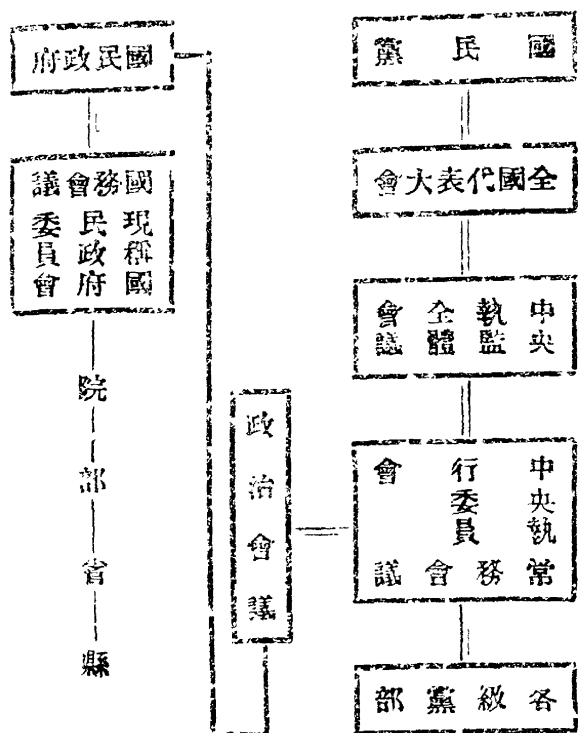 國民黨
全國代表大會
中央
執監
全體
會議
中央執
行委員
會
常務會議
各級黨部
政治會議
國民政府
國務會議
現稱國
民政府
委員會
院
部
省
縣